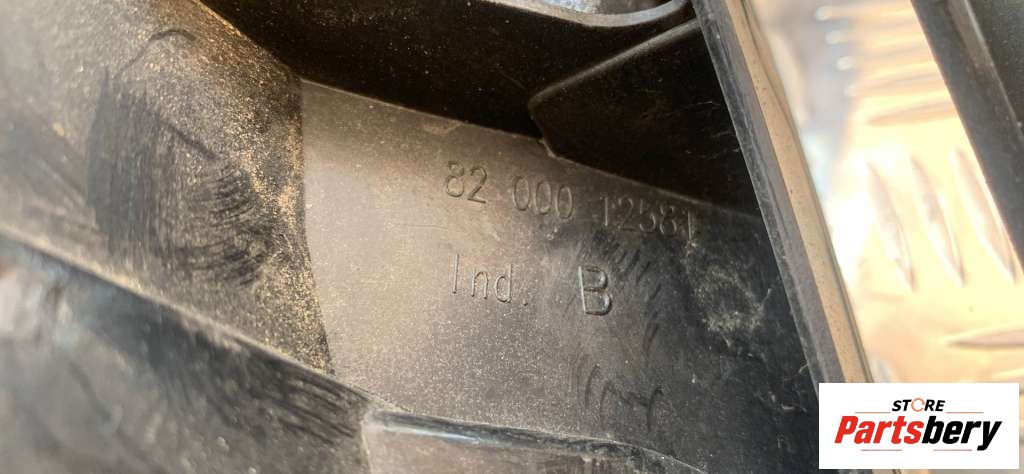 82 000 12581
Ind. B
STORE
Partsbery